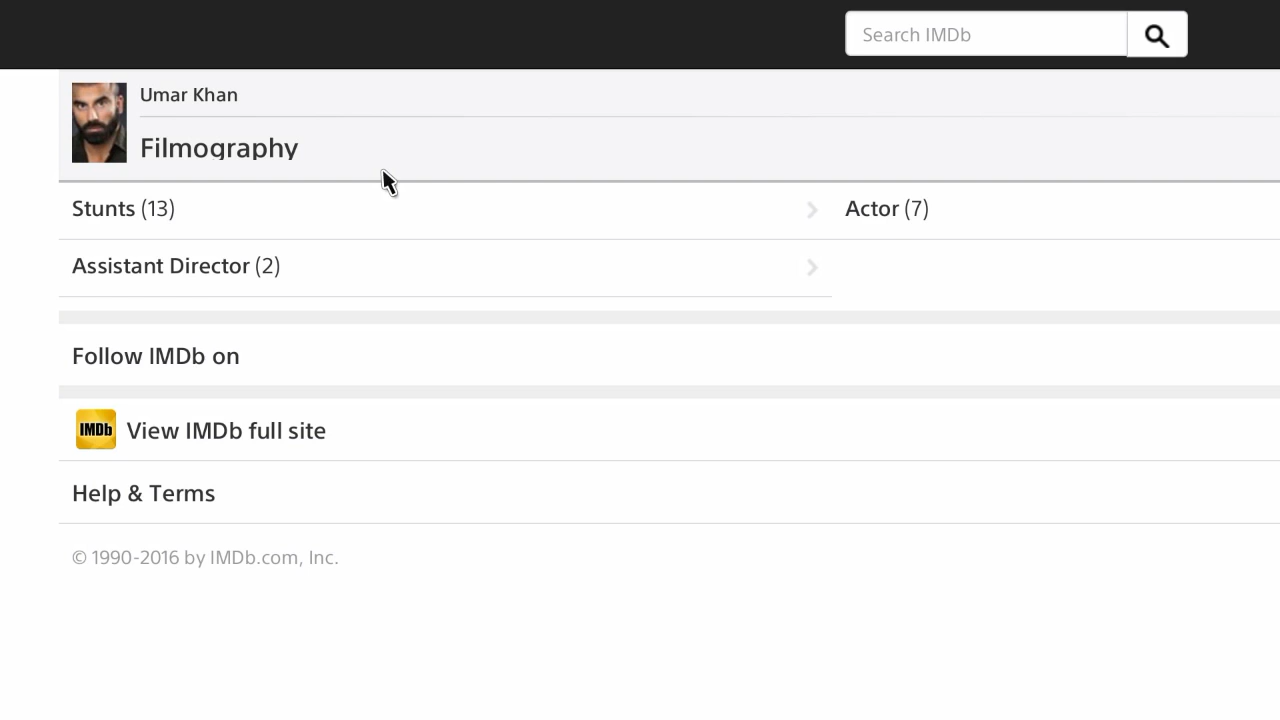 Search IMDb
Umar Khan
Filmography
Stunts (13)
Actor (7)
Assistant Director (2)
Follow IMDb on
IMDb View IMDb full site
Help & Terms
© 1990-2016 by IMDb.com, Inc.